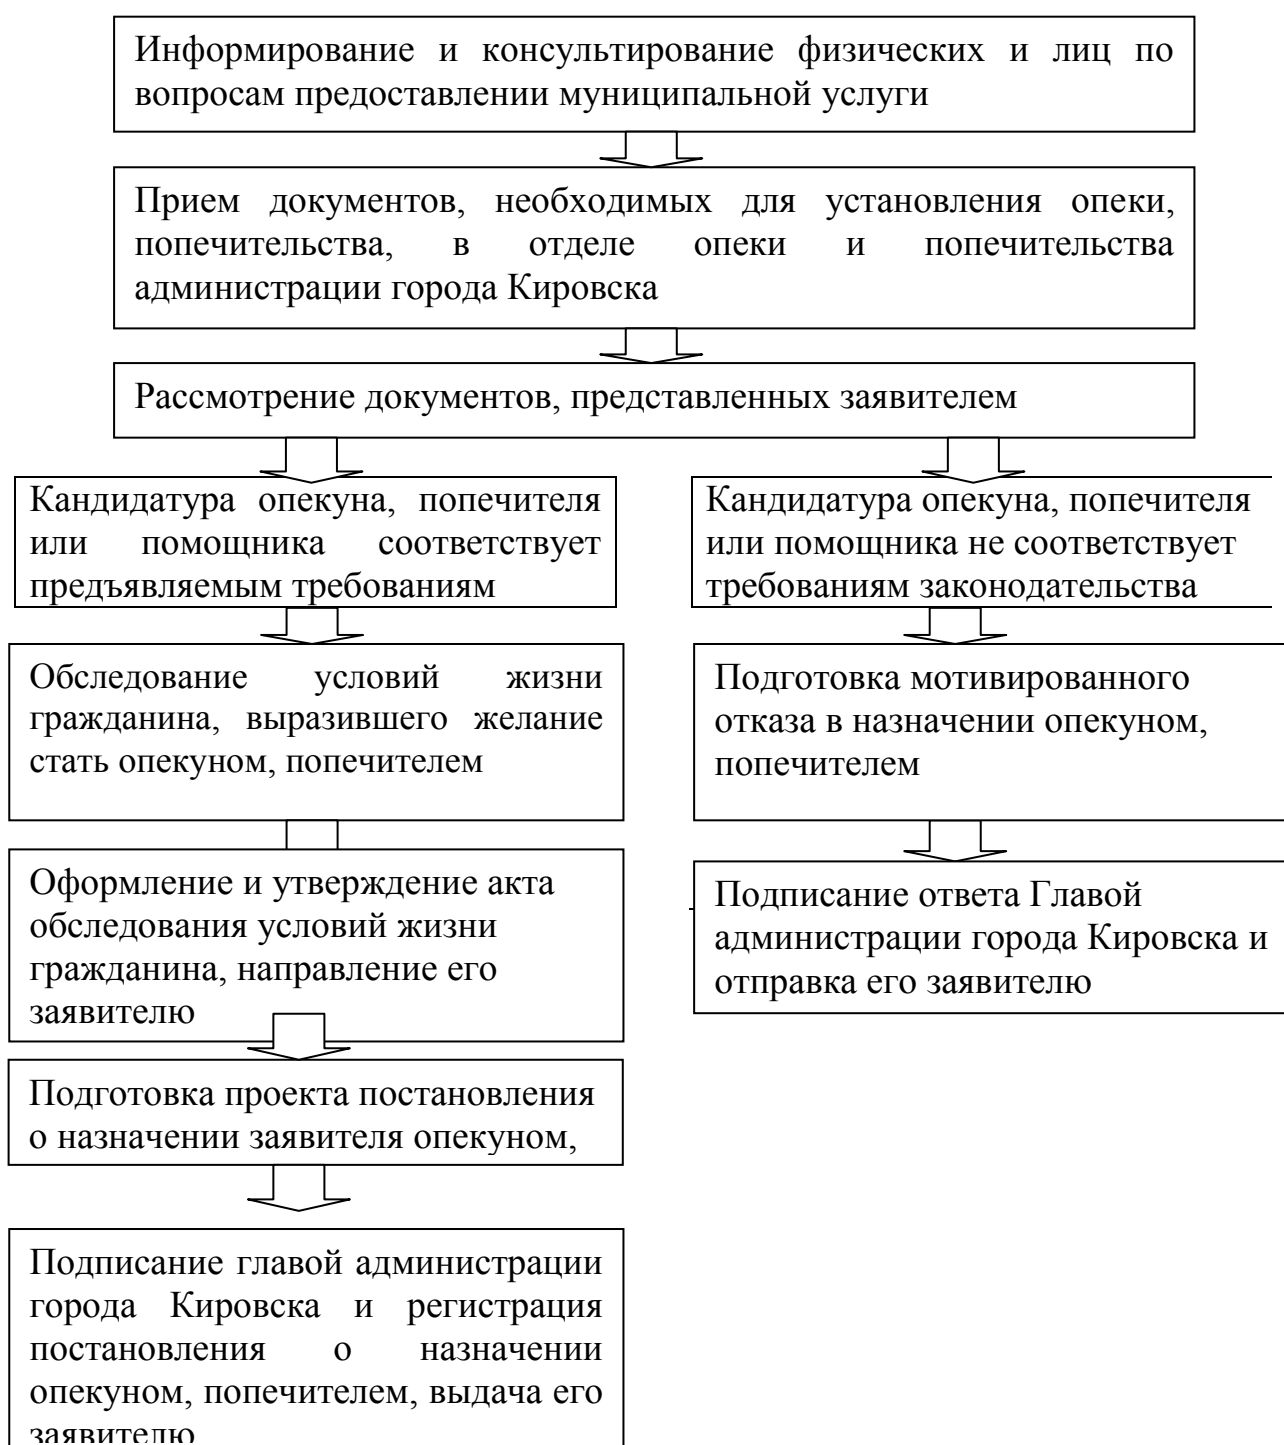 Информирование и консультирование физических и лиц по
вопросам предоставлении муниципальной услуги
Прием документов, необходимых для установления опеки,
попечительства, в отделе опеки и попечительства
администрации города Кировска
Рассмотрение документов, представленных заявителем
Кандидатура опекуна, попечителя
или помощника соответствует
предъявляемым требованиям
Кандидатура опекуна, попечителя
или помощника не соответствует
требованиям законодательства
Обследование условий жизни
гражданина, выразившего желание
стать опекуном, попечителем
Подготовка мотивированного
отказа в назначении опекуном,
попечителем
Оформление и утверждение акта
обследования условий жизни
гражданина, направление его
заявителю
Подписание ответа Главой
администрации города Кировска и
отправка его заявителю
Подготовка проекта постановления
о назначении заявителя опекуном,
Подписание главой администрации
города Кировска и регистрация
постановления о назначении
опекуном, попечителем, выдача его
заявителю